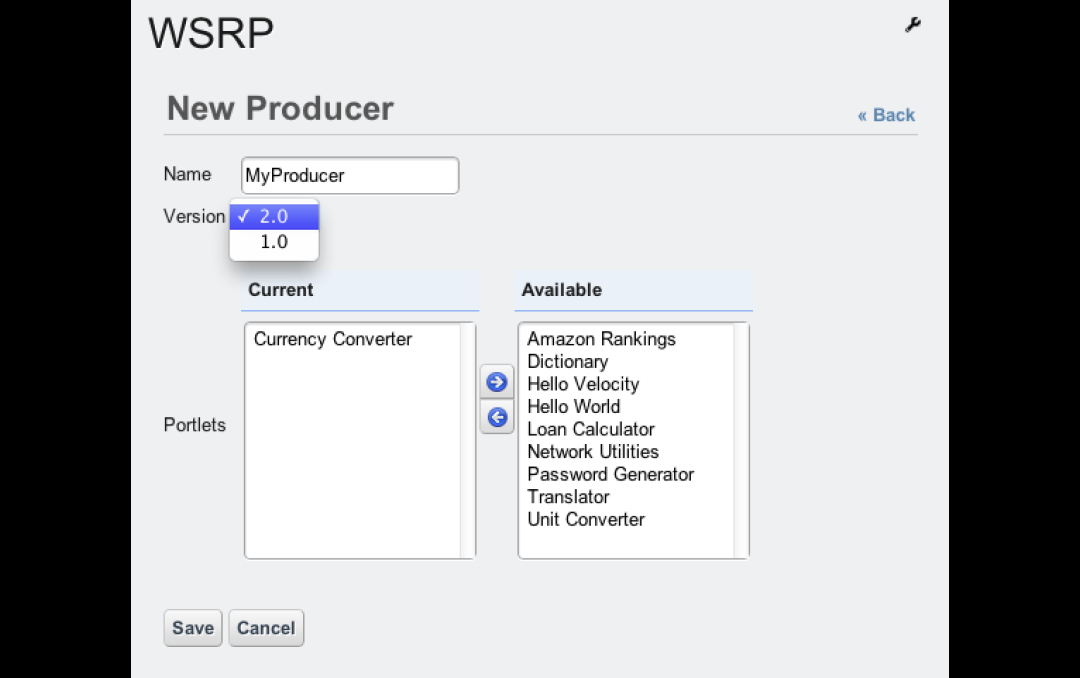 WSRP
New Producer
« Back
Name
MyProducer
Version
✓ 2.0
1.0
Current
Available
Portlets
Currency Converter
Amazon Rankings
Dictionary
Hello Velocity
Hello World
Loan Calculator
Network Utilities
Password Generator
Translator
Unit Converter
Save
Cancel